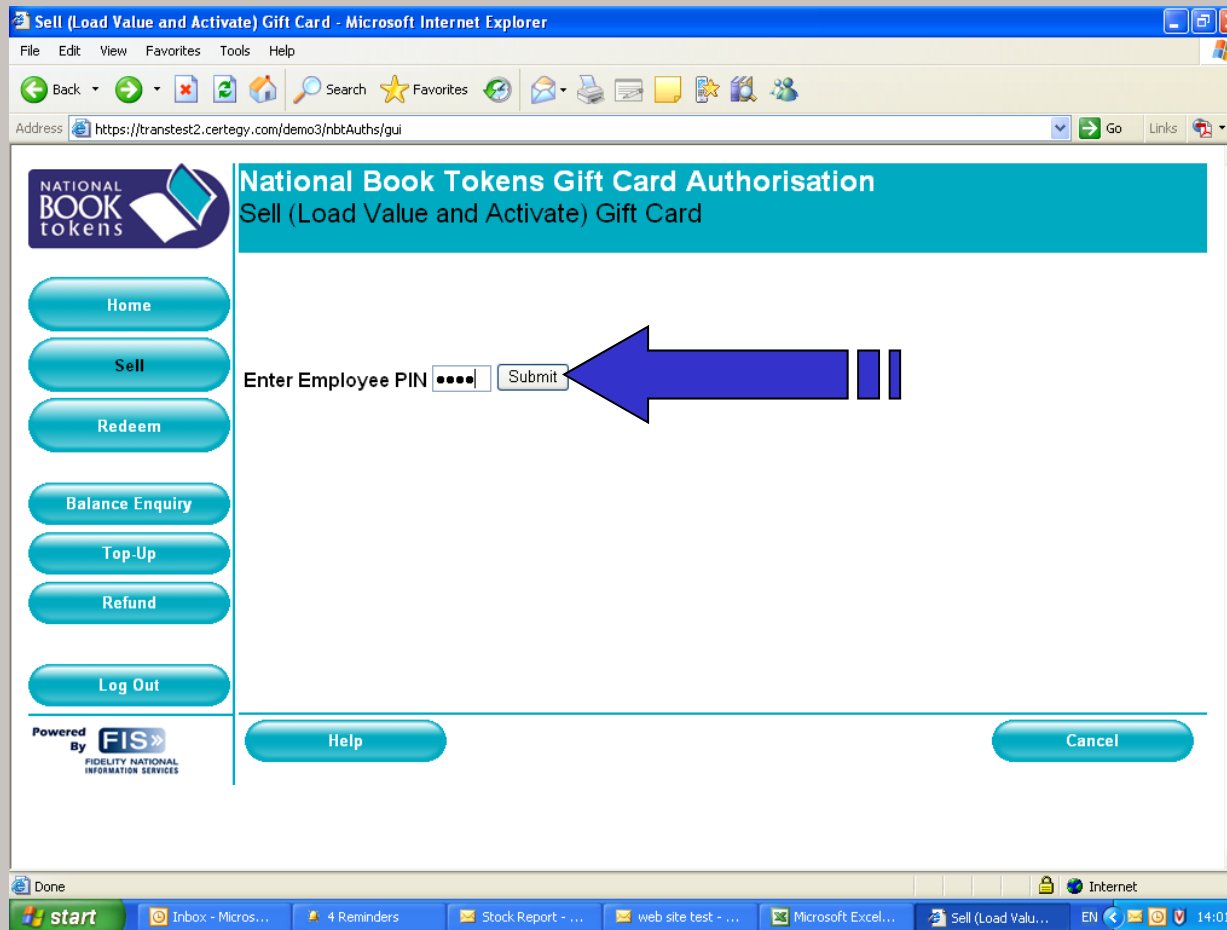 Sell (Load Value and Activate) Gift Card - Microsoft Internet Explorer
File Edit View Favorites Tools Help
Back Search Favorites
Address https://transtest2.certegy.com/demo3/nbtAuths/gui Go Links
NATIONAL
BOOK
tokens
National Book Tokens Gift Card Authorisation
Sell (Load Value and Activate) Gift Card
Home
Sell
Enter Employee PIN •••• Submit
Redeem
Balance Enquiry
Top-Up
Refund
Log Out
Powered
By FIS»
FIDELITY NATIONAL
INFORMATION SERVICES
Help
Cancel
Done Internet
start Inbox - Micros... 4 Reminders Stock Report - ... web site test - ... Microsoft Excel... Sell (Load Valu... EN 14:01